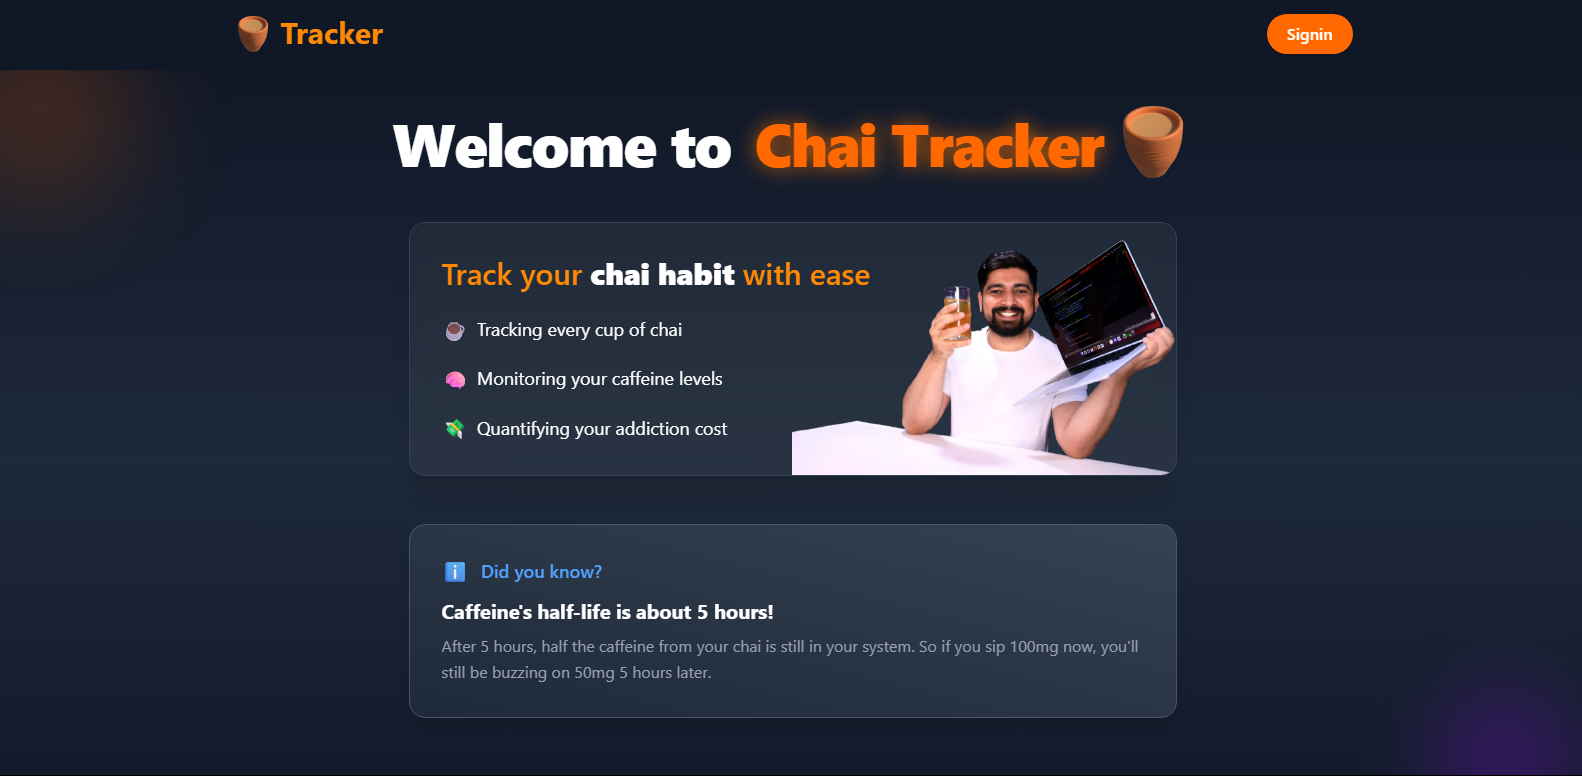 Tracker
Signin
Welcome to Chai Tracker
Track your chai habit with ease
Tracking every cup of chai
Monitoring your caffeine levels
Quantifying your addiction cost
Did you know?
Caffeine's half-life is about 5 hours!
After 5 hours, half the caffeine from your chai is still in your system. So if you sip 100mg now, you'll
still be buzzing on 50mg 5 hours later.